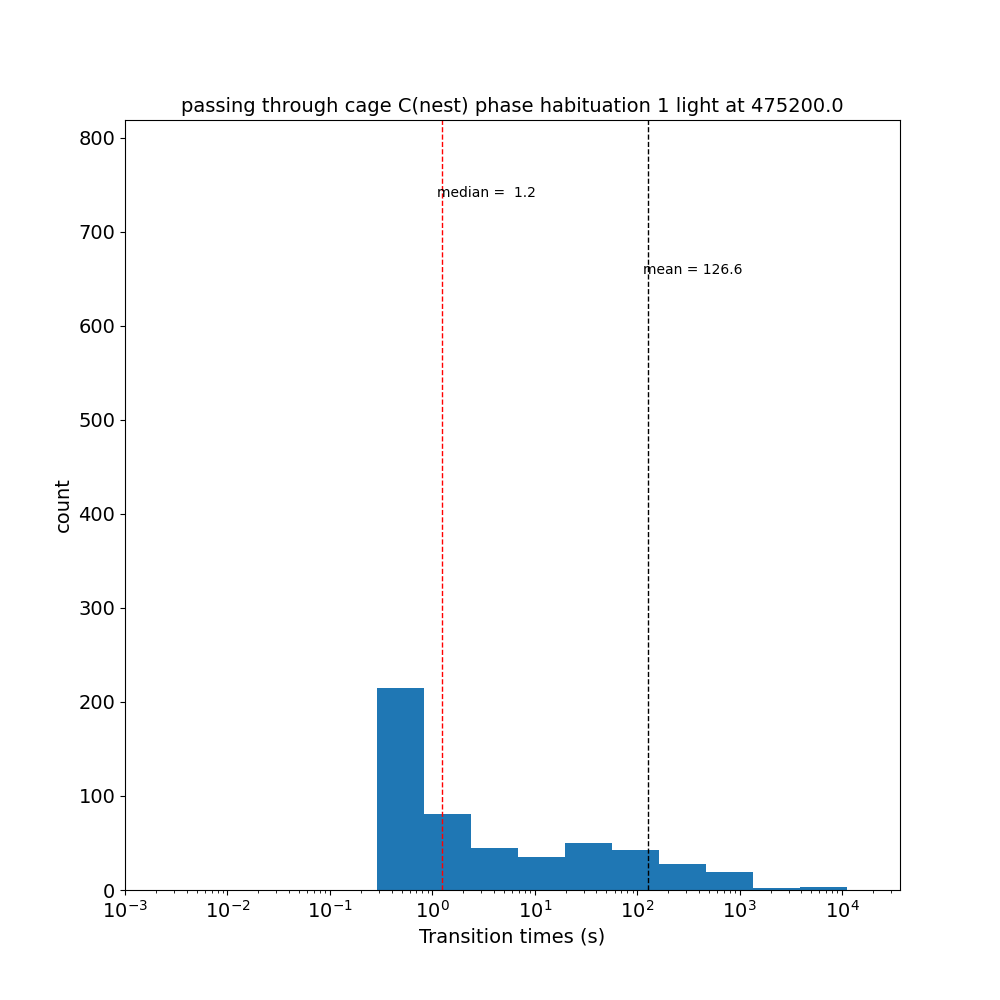 passing through cage C(nest) phase habituation 1 light at 475200.0
800
700
600
500
400
300
200
100
0
count
median =  1.2
mean = 126.6
10⁻³ 10⁻² 10⁻¹ 10⁰ 10¹ 10² 10³ 10⁴
Transition times (s)